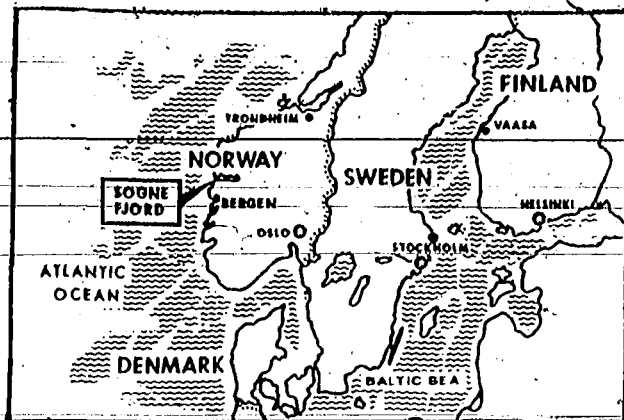 FINLAND
TRONDHEIM
VAASA
NORWAY
SWEDEN
SOGNE
FJORD
BERGEN
HELSINKI
OSLO
STOCKHOLM
ATLANTIC
OCEAN
DENMARK
BALTIC SEA